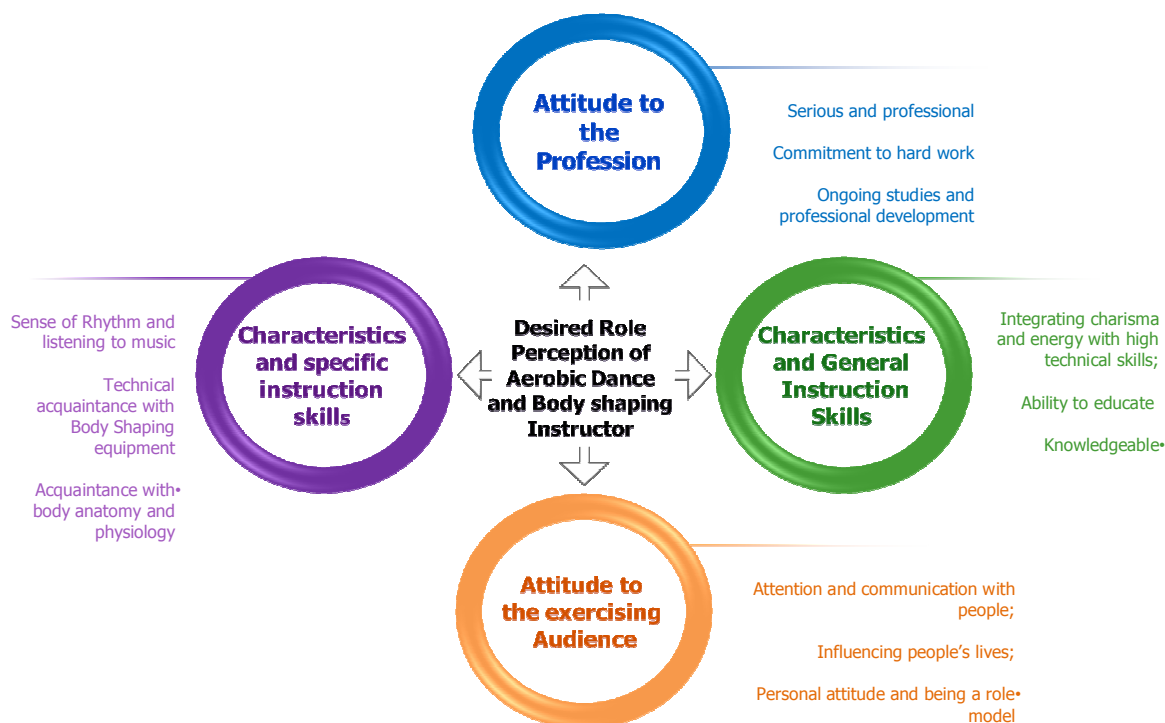 Attitude to
the
Profession
Serious and professional
Commitment to hard work
Ongoing studies and
professional development
Sense of Rhythm and
listening to music
Technical
acquaintance with
Body Shaping
equipment
Acquaintance with•
body anatomy and
physiology
Characteristics
and specific
instruction
skills
Desired Role
Perception of
Aerobic Dance
and Body shaping
Instructor
Characteristics
and General
Instruction
Skills
Integrating charisma
and energy with high
technical skills;
Ability to educate
Knowledgeable•
Attitude to
the exercising
Audience
Attention and communication with
people;
Influencing people’s lives;
Personal attitude and being a role•
model